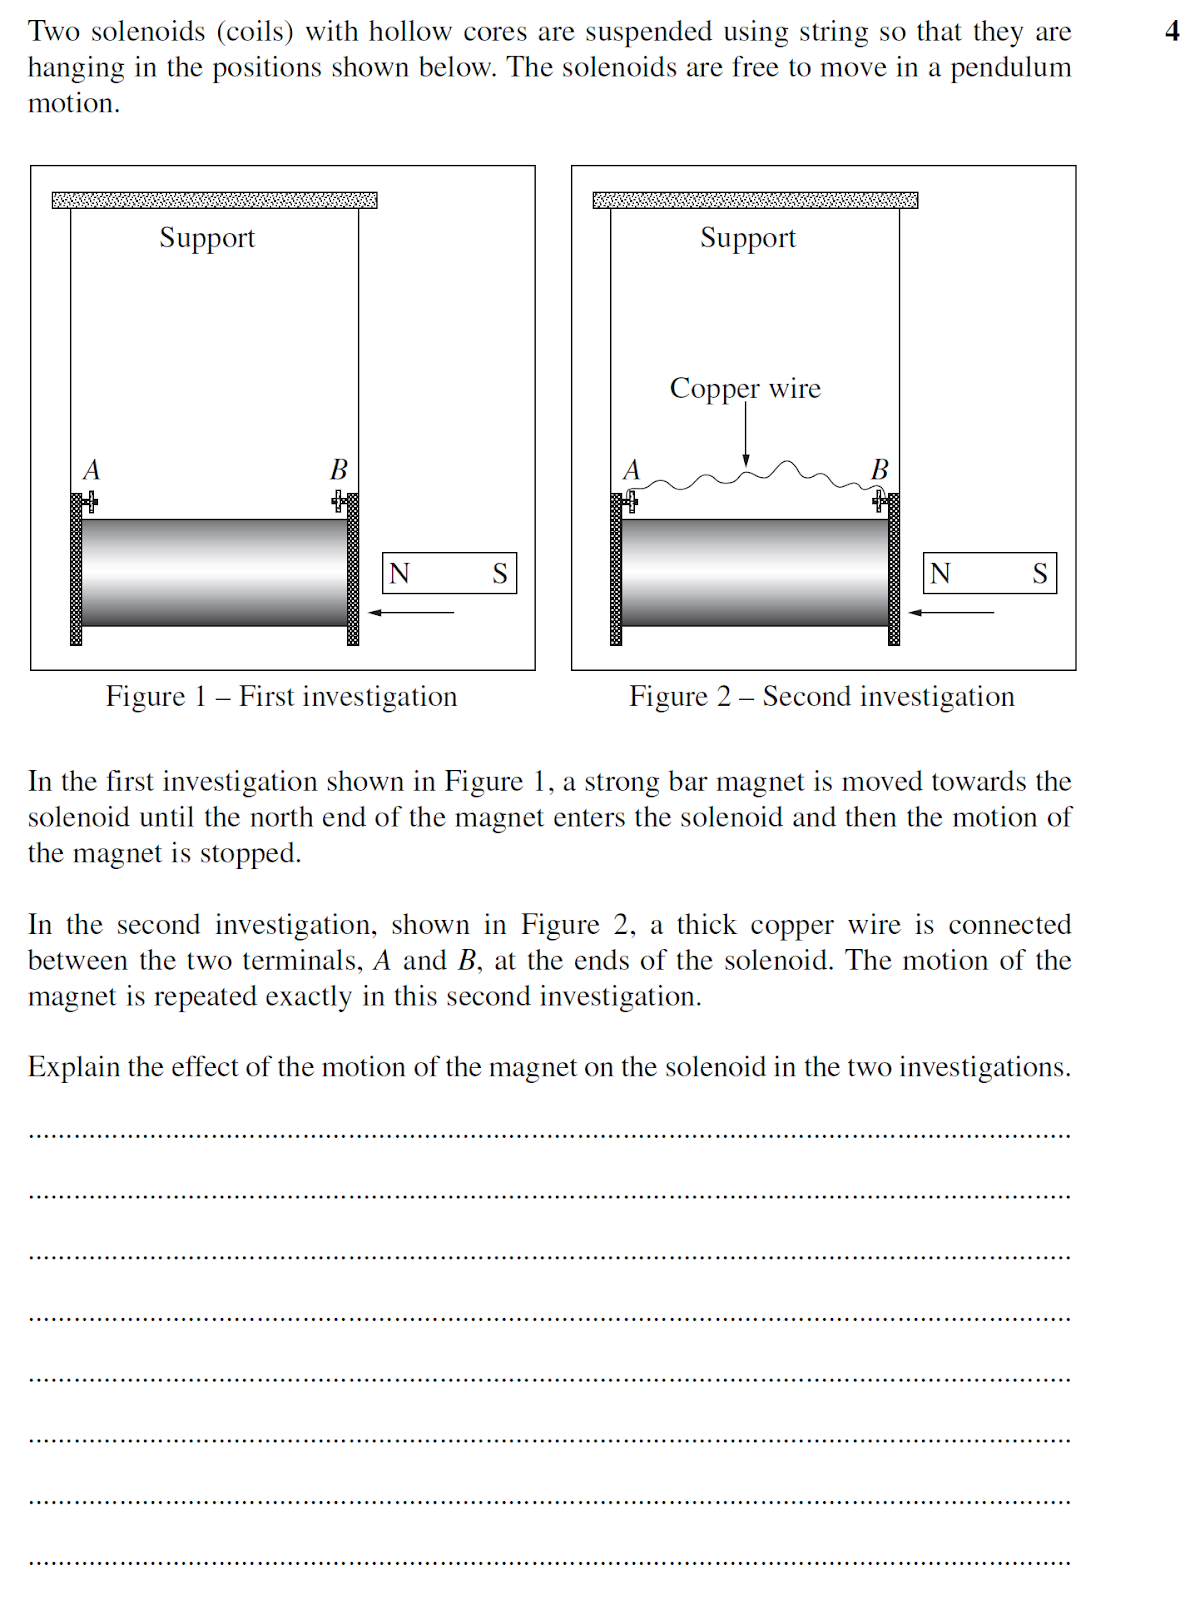 Two solenoids (coils) with hollow cores are suspended using string so that they are 4
hanging in the positions shown below. The solenoids are free to move in a pendulum
motion.
Support
A B
N S
Figure 1 – First investigation
Support
Copper wire
A B
N S
Figure 2 – Second investigation
In the first investigation shown in Figure 1, a strong bar magnet is moved towards the
solenoid until the north end of the magnet enters the solenoid and then the motion of
the magnet is stopped.
In the second investigation, shown in Figure 2, a thick copper wire is connected
between the two terminals, A and B, at the ends of the solenoid. The motion of the
magnet is repeated exactly in this second investigation.
Explain the effect of the motion of the magnet on the solenoid in the two investigations.